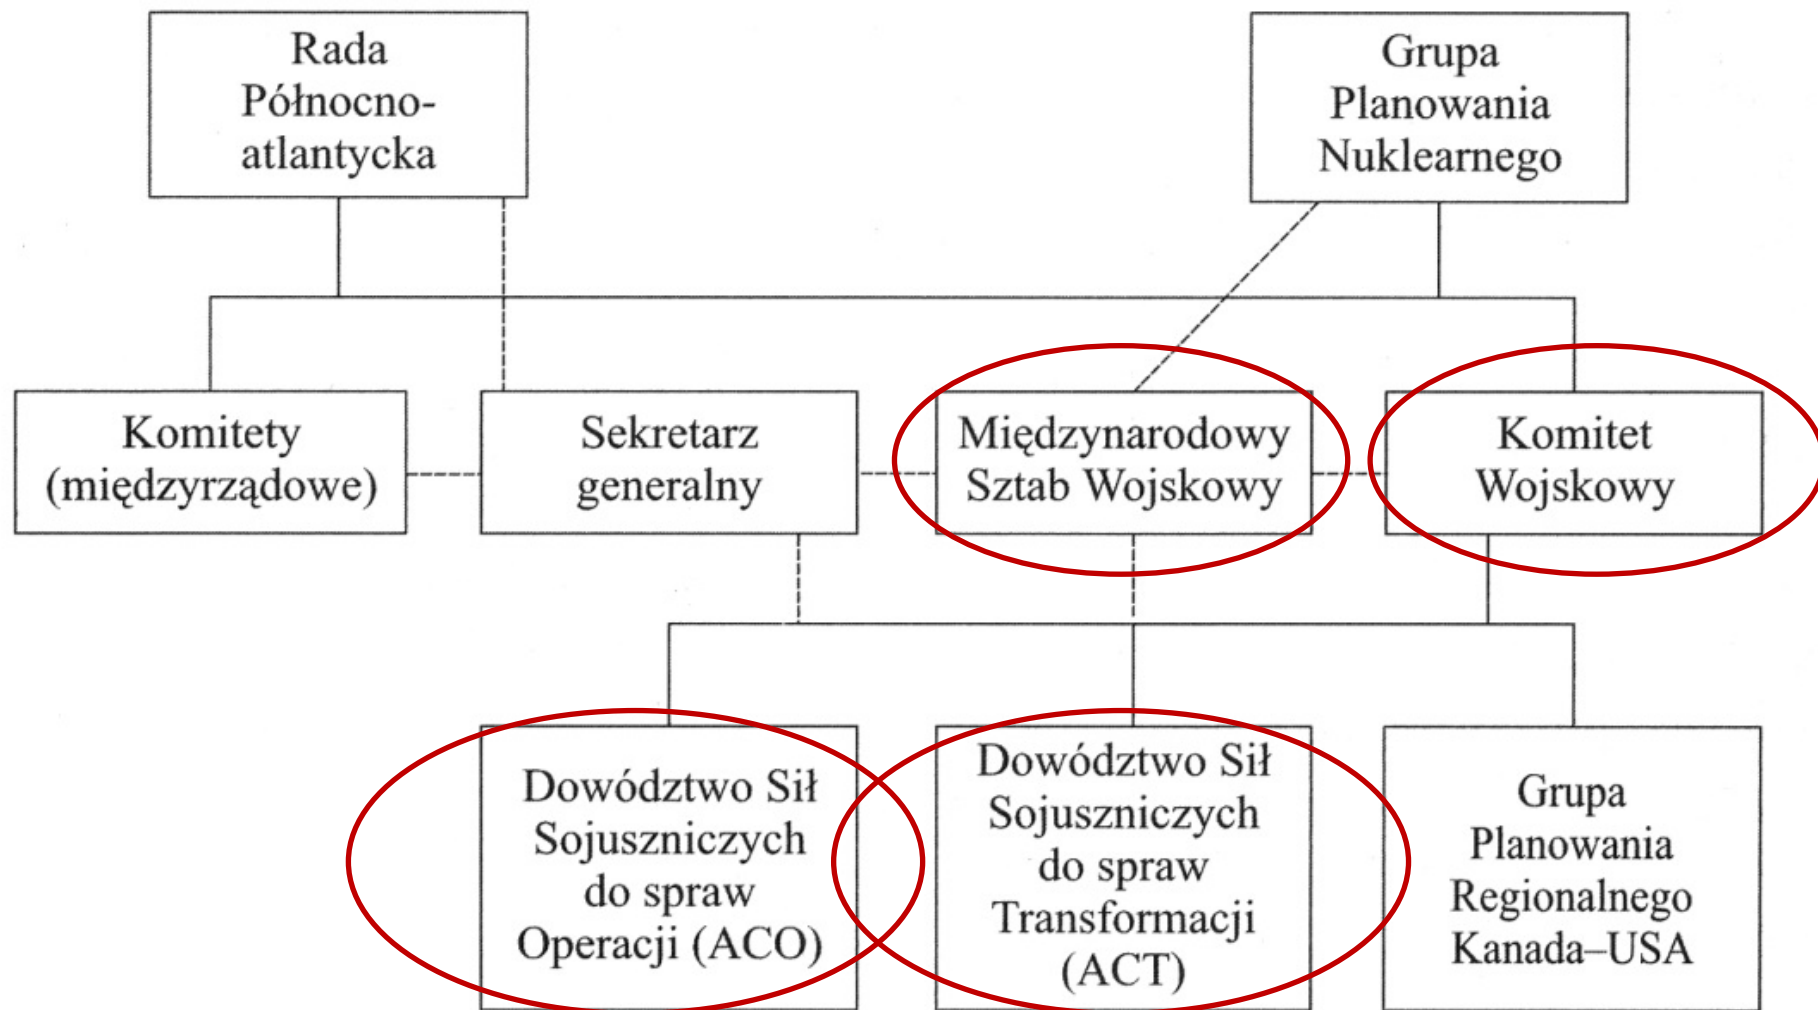 Rada
Północno-
atlantycka
Grupa
Planowania
Nuklearnego
Komitety
(międzyrządowe)
Sekretarz
generalny
Międzynarodowy
Sztab Wojskowy
Komitet
Wojskowy
Dowództwo Sił
Sojuszniczych
do spraw
Operacji (ACO)
Dowództwo Sił
Sojuszniczych
do spraw
Transformacji
(ACT)
Grupa
Planowania
Regionalnego
Kanada–USA